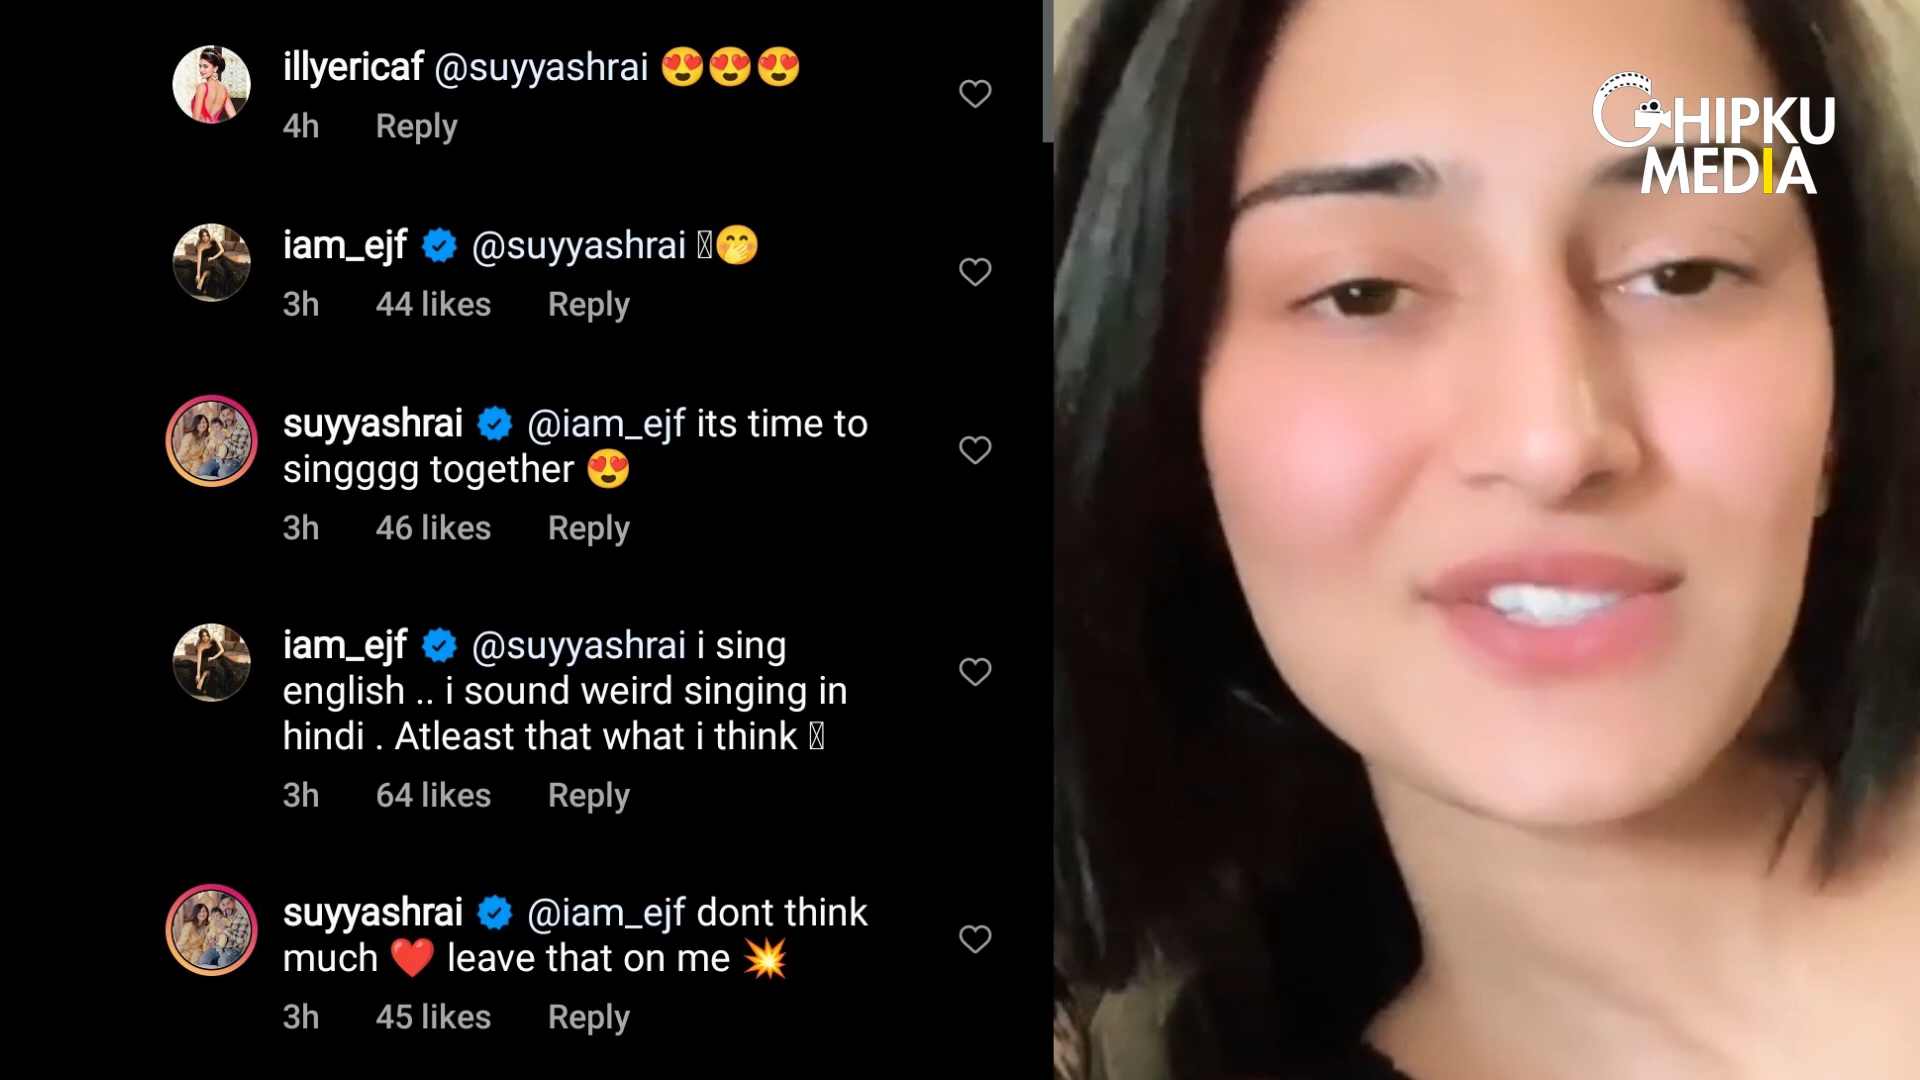 illyericaf @suyyashrai 😍😍😍
4h Reply
iam_ejf @suyyashrai 🤭
3h 44 likes Reply
suyyashrai @iam_ejf its time to
singggg together 😍
3h 46 likes Reply
iam_ejf @suyyashrai i sing
english .. i sound weird singing in
hindi . Atleast that what i think
3h 64 likes Reply
suyyashrai @iam_ejf dont think
much ❤️ leave that on me 💥
3h 45 likes Reply
CHIPKU
MEDIA